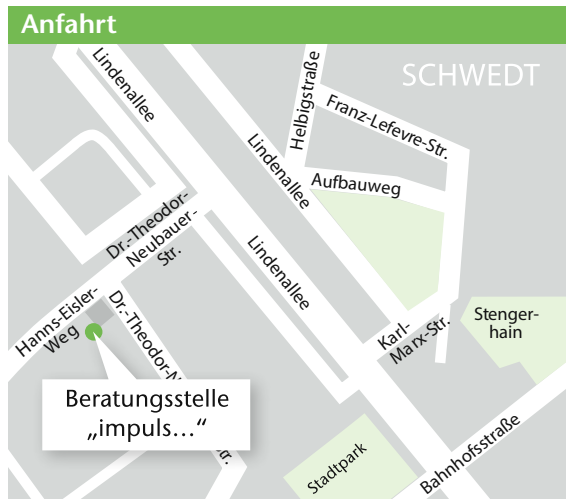 Anfahrt
SCHWEDT
Lindenallee
Helbigstraße
Franz-Lefevre-Str.
Lindenallee
Aufbauweg
Dr.-Theodor-
Neubauer-
Str.
Lindenallee
Hanns-Eisler-
Weg
Dr.-Theodor-N
tr.
Karl-
Marx-Str.
Stenger-
hain
Beratungsstelle
„impuls…“
Stadtpark
Bahnhofsstraße